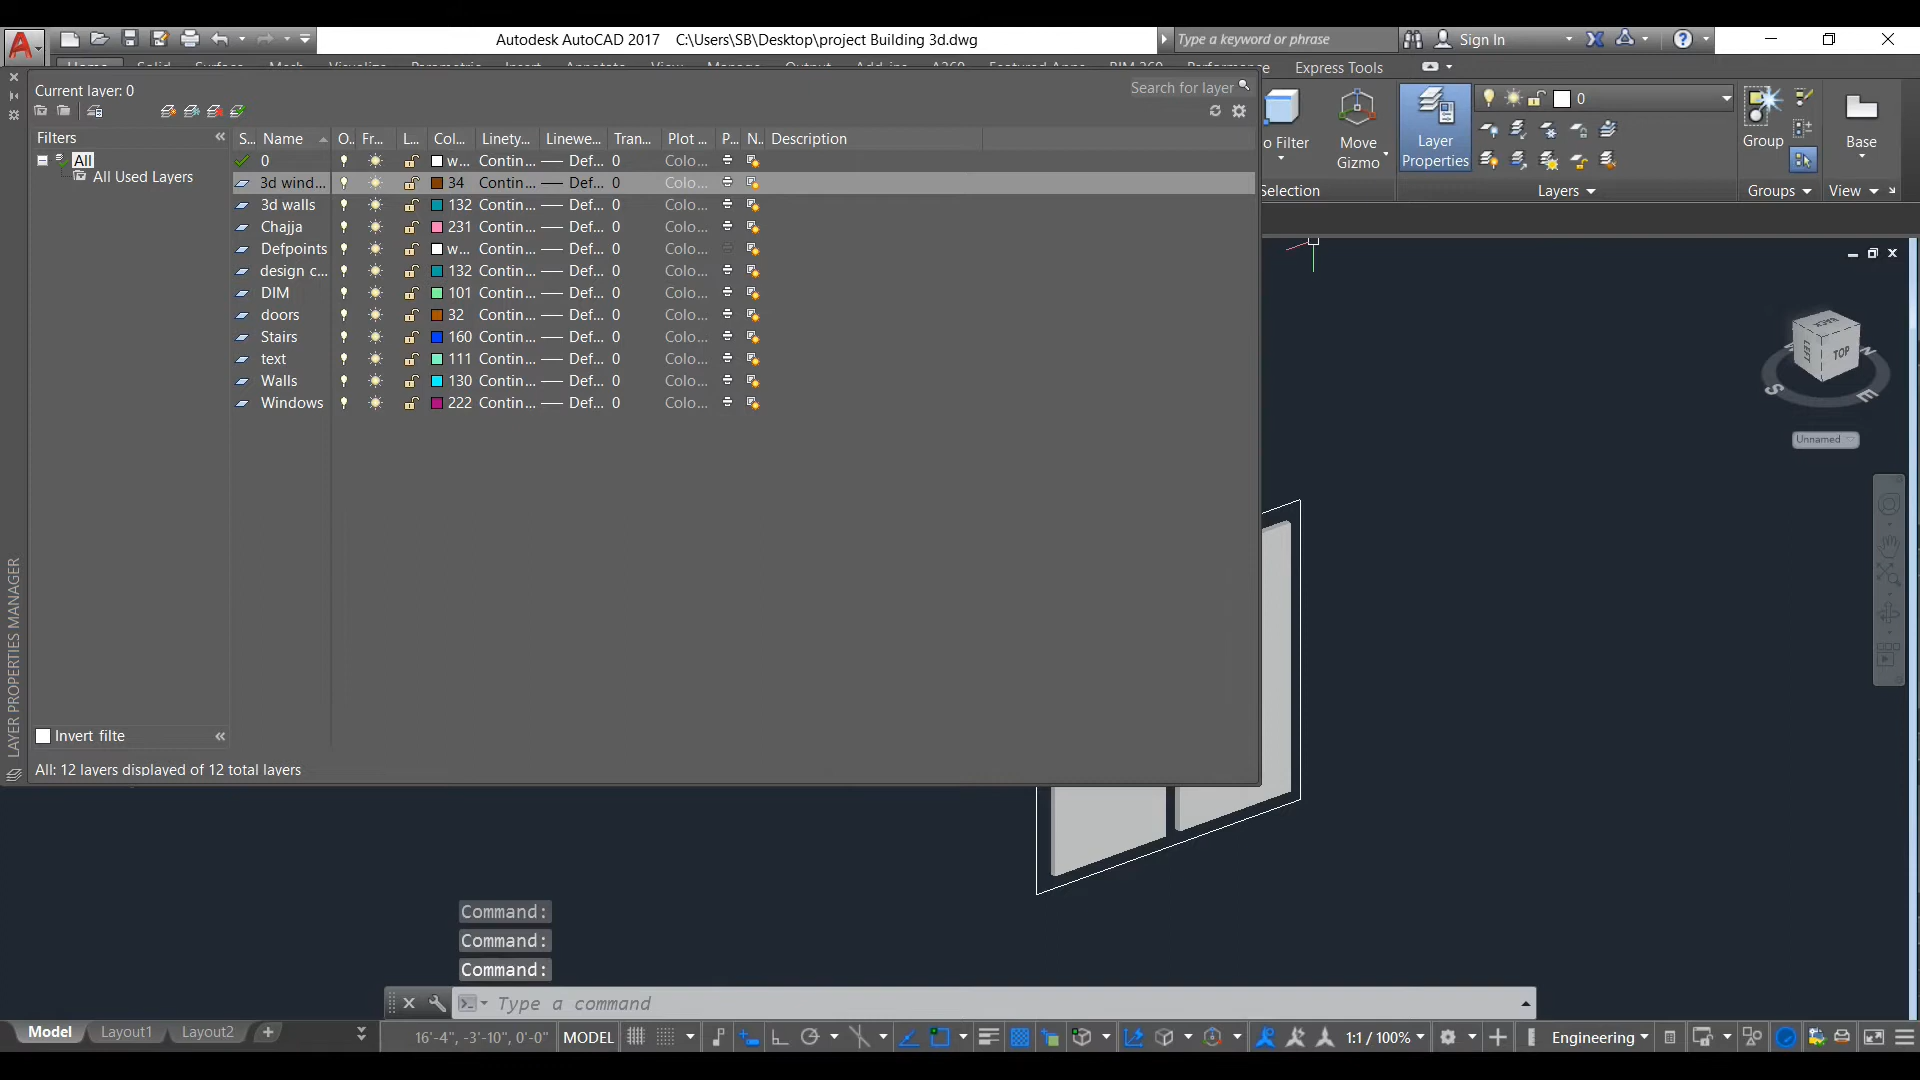 Autodesk AutoCAD 2017 C:\Users\SB\Desktop\project Building 3d.dwg
Type a keyword or phrase
Sign In
Express Tools
Current layer: 0
Search for layer
Filters
All
All Used Layers
S.. Name O. Fr... L... Col... Linety... Linewe... Tran... Plot ... P... N. Description
0 w... Contin... Def... 0 Colo...
3d wind... 34 Contin... Def... 0 Colo...
3d walls 132 Contin... Def... 0 Colo...
Chajja 231 Contin... Def... 0 Colo...
Defpoints w... Contin... Def... 0 Colo...
design c... 132 Contin... Def... 0 Colo...
DIM 101 Contin... Def... 0 Colo...
doors 32 Contin... Def... 0 Colo...
Stairs 160 Contin... Def... 0 Colo...
text 111 Contin... Def... 0 Colo...
Walls 130 Contin... Def... 0 Colo...
Windows 222 Contin... Def... 0 Colo...
Invert filte
All: 12 layers displayed of 12 total layers
LAYER PROPERTIES MANAGER
o Filter
Move
Gizmo
Layer
Properties
0
Group
Base
Selection
Layers
Groups
View
BACK
LEFT
TOP
S
E
Unnamed
Command:
Command:
Command:
Type a command
Model Layout1 Layout2
16'-4", -3'-10", 0'-0" MODEL
1:1 / 100%
Engineering